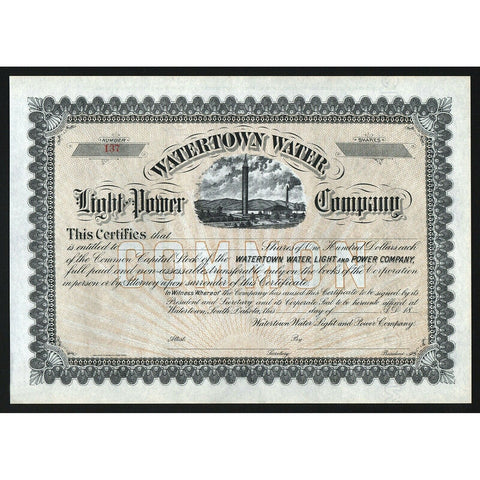 NUMBER
137
SHARES
WATERTOWN WATER
Light and Power Company
COMMON
This Certifies that
is entitled to Shares of One Hundred Dollars each
of the Common Capital Stock of the WATERTOWN WATER, LIGHT AND POWER COMPANY,
full paid and non-assessable, transferable only on the books of the Corporation
in person or by Attorney upon surrender of this Certificate.
In Witness Whereof the Company has caused this Certificate to be signed by its
President and Secretary and its Corporate Seal to be hereunto affixed at
Watertown, South Dakota, this day of A.D. 18
Watertown Water Light and Power Company.
Attest: By
Secretary. President.